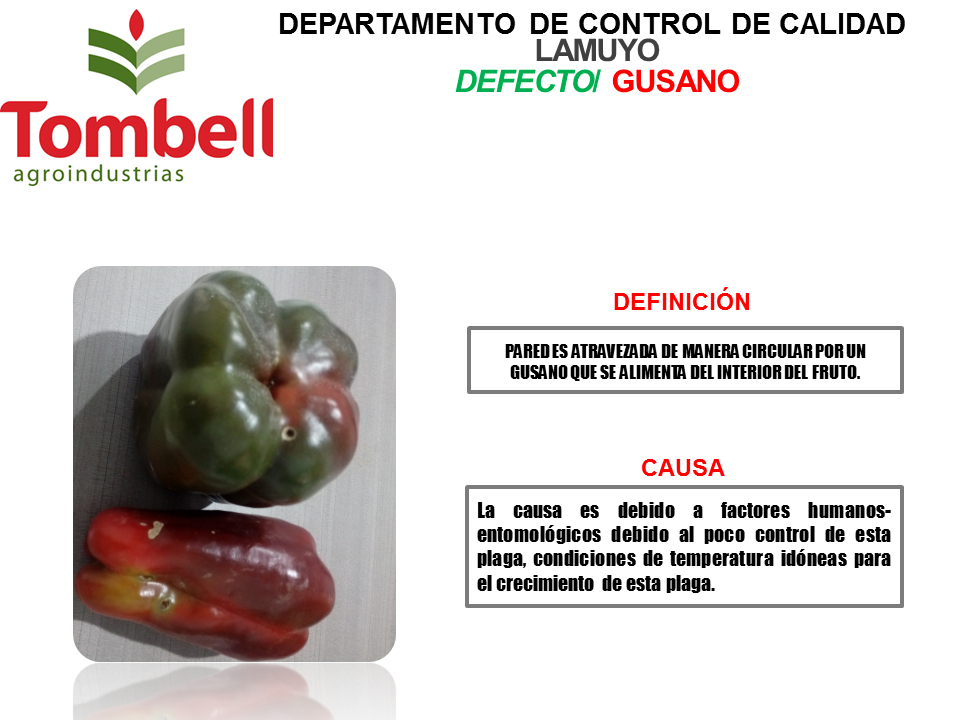 DEPARTAMENTO DE CONTROL DE CALIDAD
LAMUYO
DEFECTO/ GUSANO
Tombell
agroindustrias
DEFINICIÓN
PARED ES ATRAVEZADA DE MANERA CIRCULAR POR UN
GUSANO QUE SE ALIMENTA DEL INTERIOR DEL FRUTO.
CAUSA
La causa es debido a factores humanos-
entomológicos debido al poco control de esta
plaga, condiciones de temperatura idóneas para
el crecimiento de esta plaga.